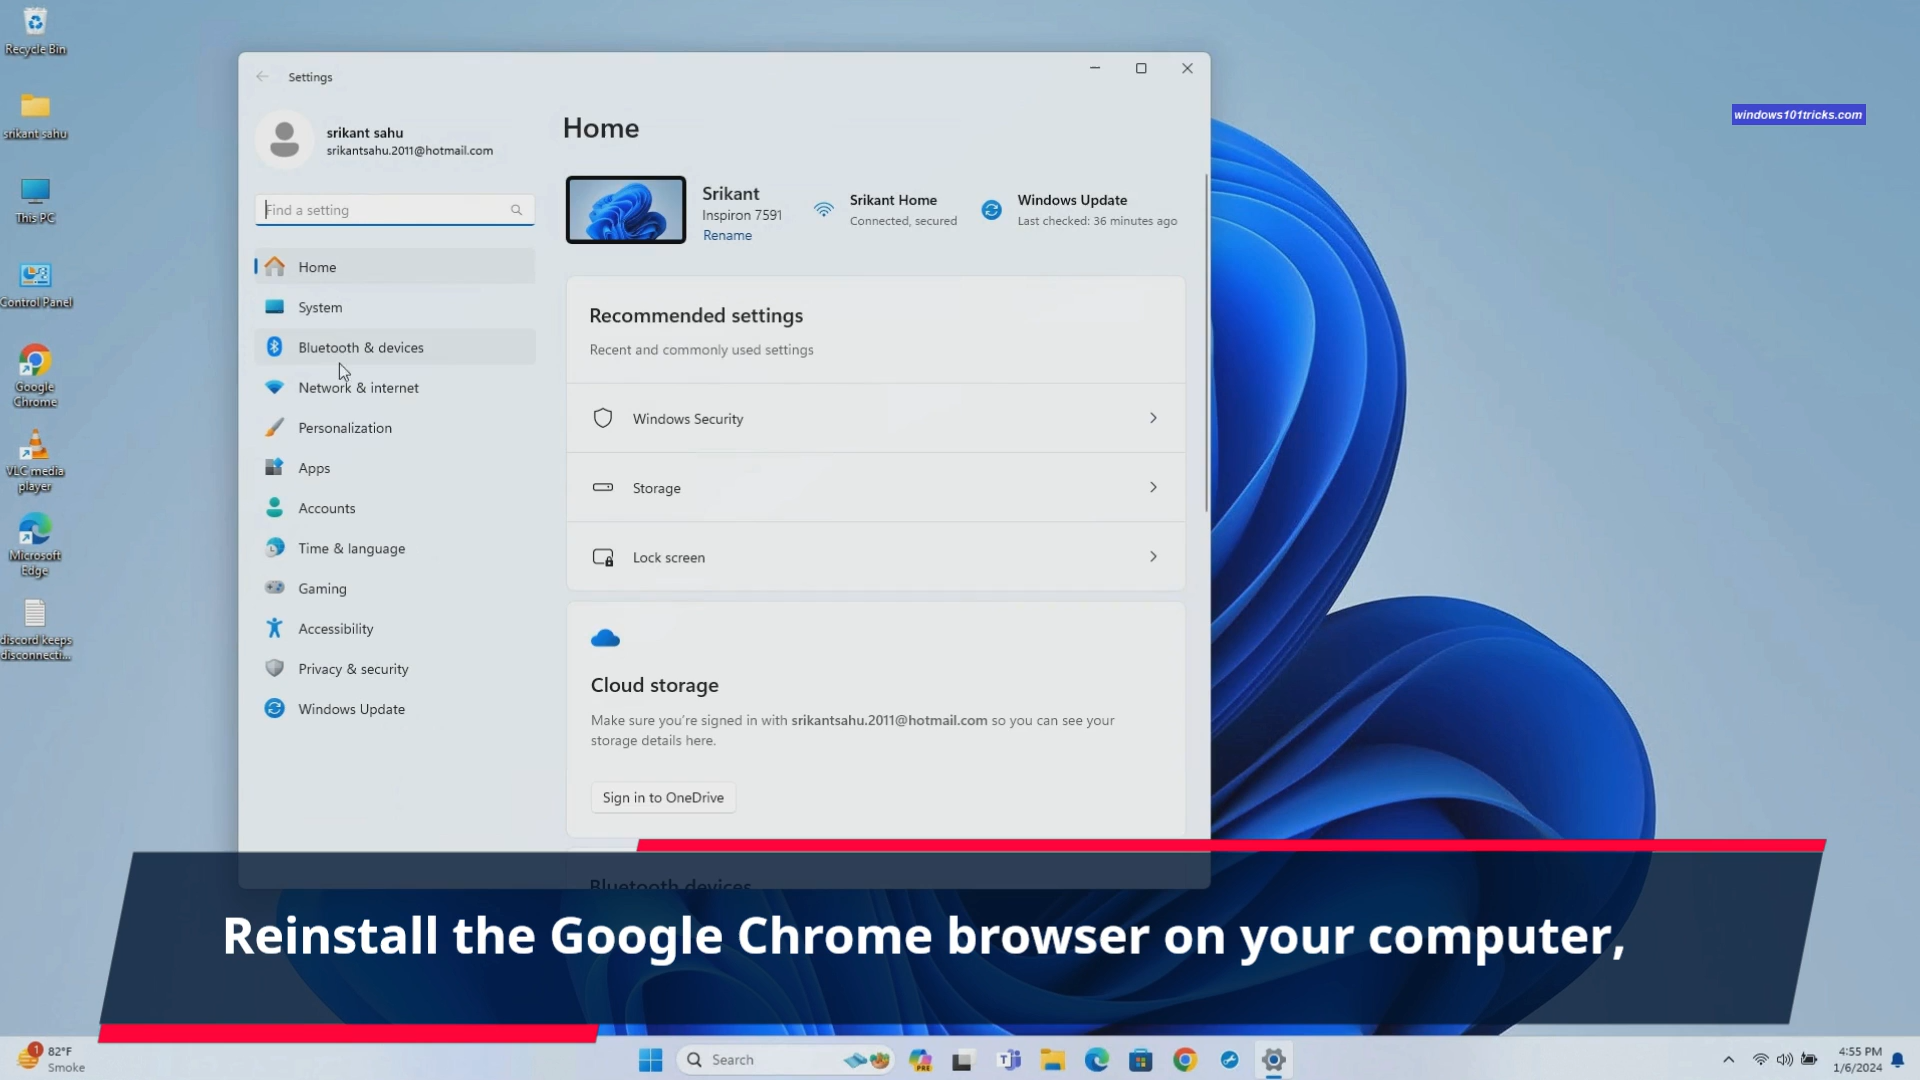 Recycle Bin
srikant sahu
This PC
Control Panel
Google
Chrome
VLC media
player
Microsoft
Edge
discord keeps
disconnecti...
Settings
srikant sahu
srikantsahu.2011@hotmail.com
Find a setting
Home
System
Bluetooth & devices
Network & internet
Personalization
Apps
Accounts
Time & language
Gaming
Accessibility
Privacy & security
Windows Update
Home
Srikant
Inspiron 7591
Rename
Srikant Home
Connected, secured
Windows Update
Last checked: 36 minutes ago
Recommended settings
Recent and commonly used settings
Windows Security
Storage
Lock screen
Cloud storage
Make sure you're signed in with srikantsahu.2011@hotmail.com so you can see your
storage details here.
Sign in to OneDrive
Bluetooth devices
windows101tricks.com
Reinstall the Google Chrome browser on your computer,
1
82°F
Smoke
Search
PRE
4:55 PM
1/6/2024